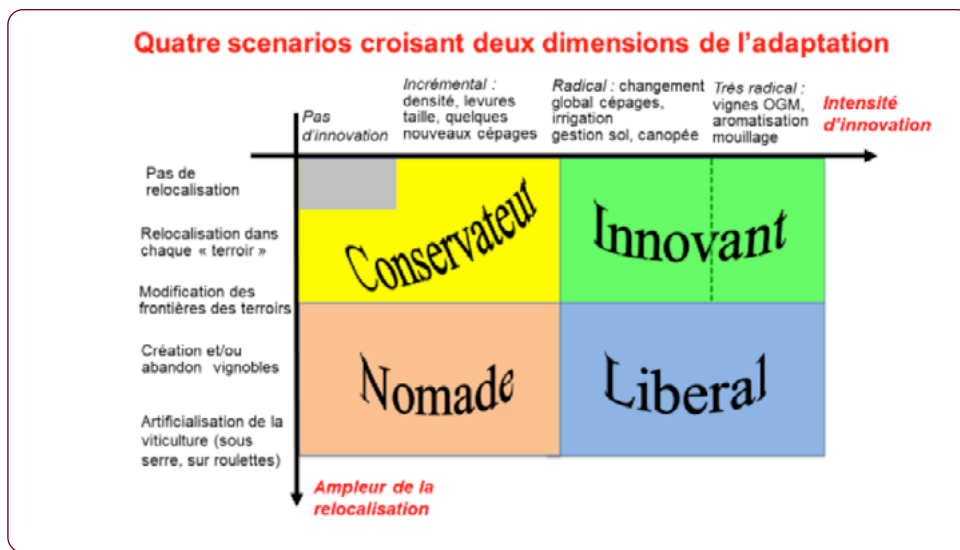 Quatre scenarios croisant deux dimensions de l'adaptation
Pas
d'innovation
Incrémental :
densité, levures
taille, quelques
nouveaux cépages
Radical : changement
global cépages,
irrigation
gestion sol, canopée
Très radical :
vignes OGM,
aromatisation
mouillage
Intensité
d'innovation
Pas de
relocalisation
Relocalisation dans
chaque « terroir »
Modification des
frontières des terroirs
Création et/ou
abandon vignobles
Artificialisation de la
viticulture (sous
serre, sur roulettes)
Conservateur
Innovant
Nomade
Liberal
Ampleur de la
relocalisation